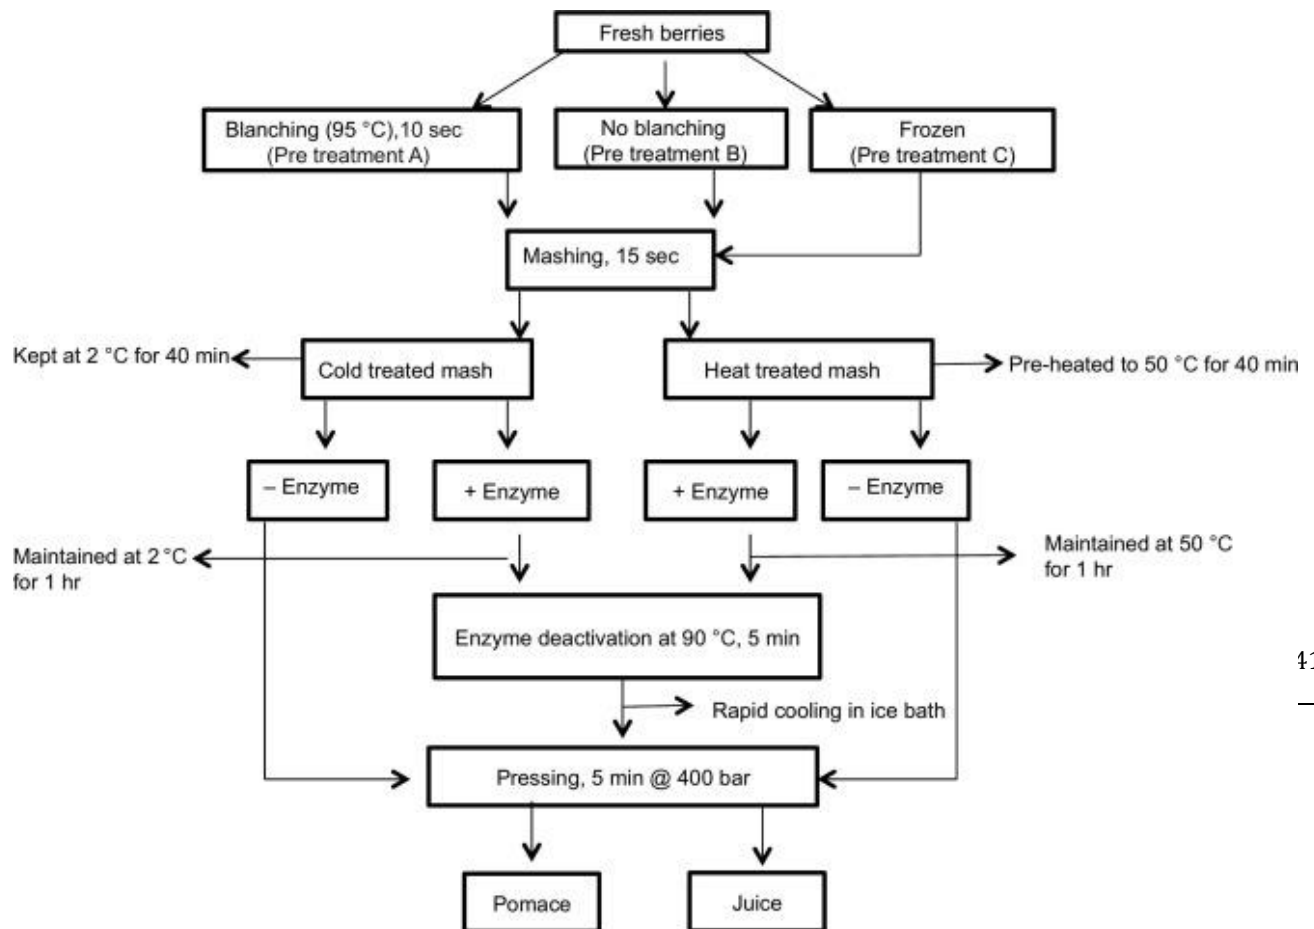 Fresh berries
Blanching (95 °C),10 sec
(Pre treatment A)
No blanching
(Pre treatment B)
Frozen
(Pre treatment C)
Mashing, 15 sec
Kept at 2 °C for 40 min
Cold treated mash
Heat treated mash
Pre-heated to 50 °C for 40 min
– Enzyme
+ Enzyme
+ Enzyme
– Enzyme
Maintained at 2 °C
for 1 hr
Maintained at 50 °C
for 1 hr
Enzyme deactivation at 90 °C, 5 min
Rapid cooling in ice bath
Pressing, 5 min @ 400 bar
Pomace
Juice